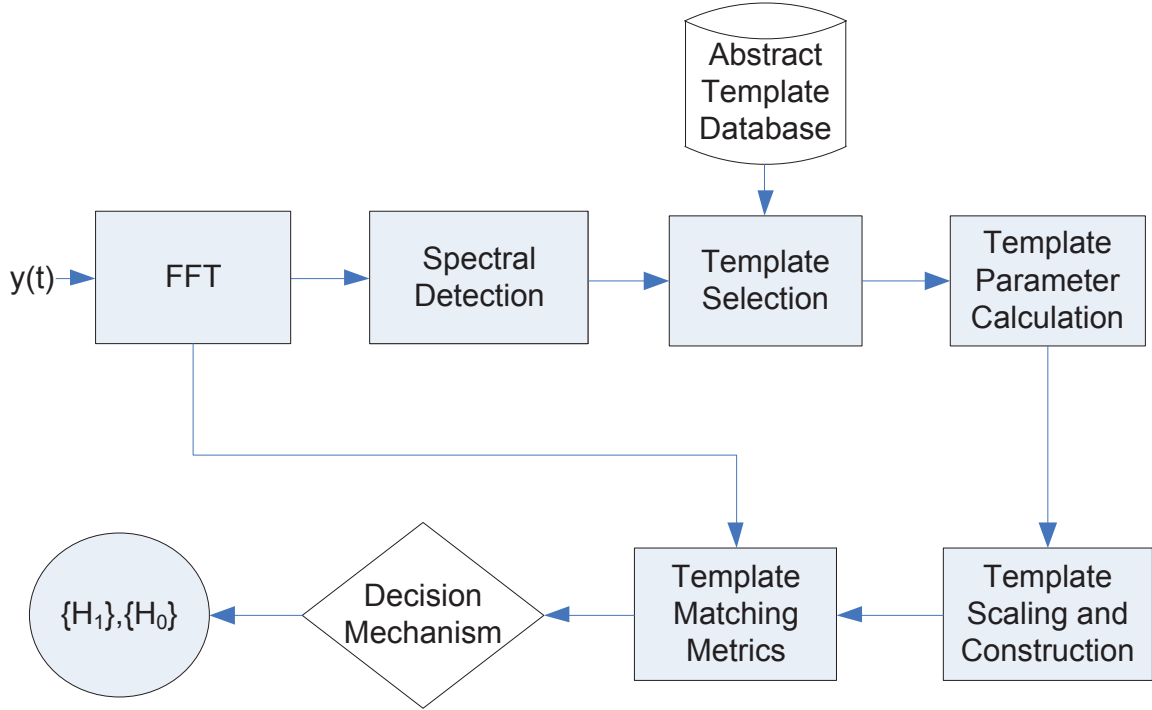 Abstract
Template
Database
y(t)
FFT
Spectral
Detection
Template
Selection
Template
Parameter
Calculation
{H₁},{H₀}
Decision
Mechanism
Template
Matching
Metrics
Template
Scaling and
Construction